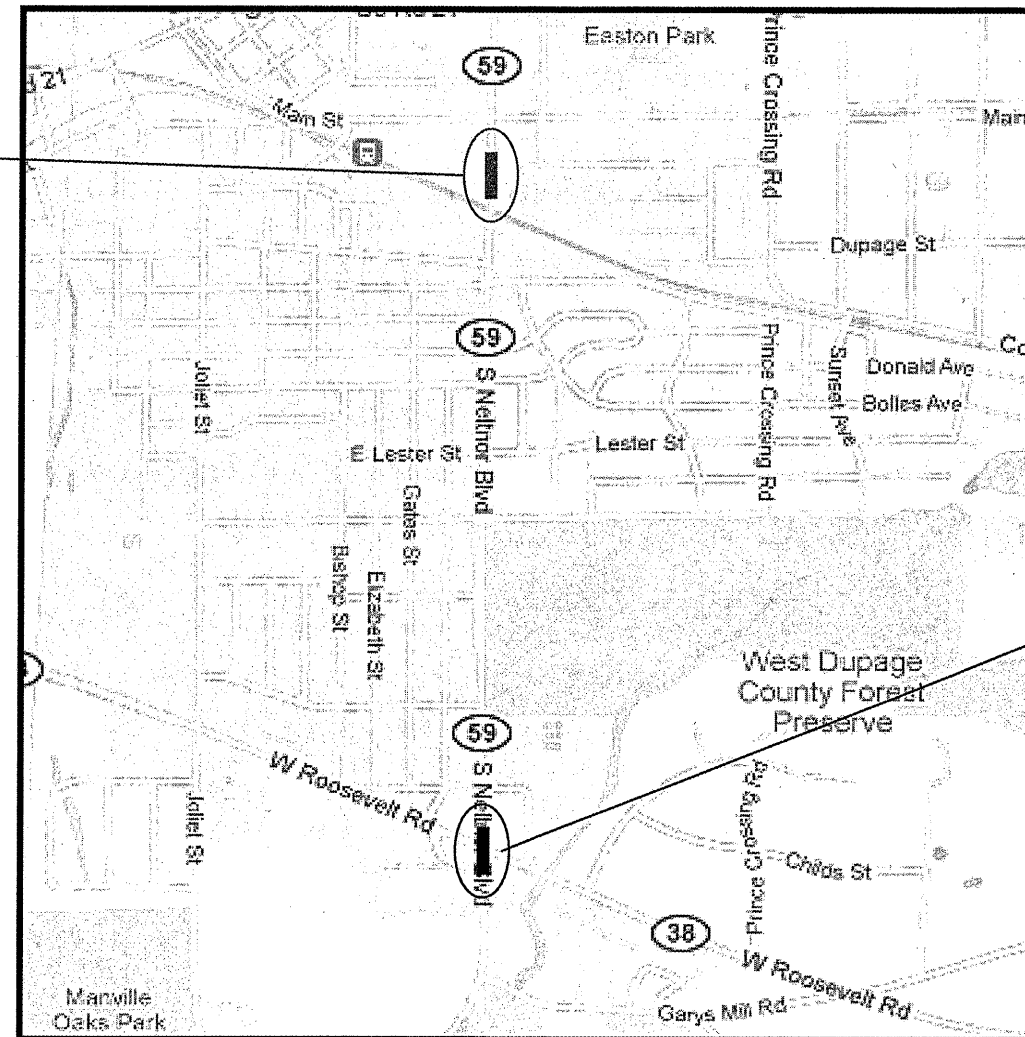 Easton Park
59
Prince Crossing Rd
21
Main St
Main
Dupage St
59
S Neltnor Blvd
Joliet St
Prince Crossing Rd
Sunset Ave
Donald Ave
Bolles Ave
E Lester St
Lester St
Gates St
Bishop St
Elizabeth St
West Dupage
County Forest
Preserve
59
W Roosevelt Rd
Joliet St
Prince Crossing Rd
Childs St
38
W Roosevelt Rd
Garys Mill Rd
Manville
Oaks Park